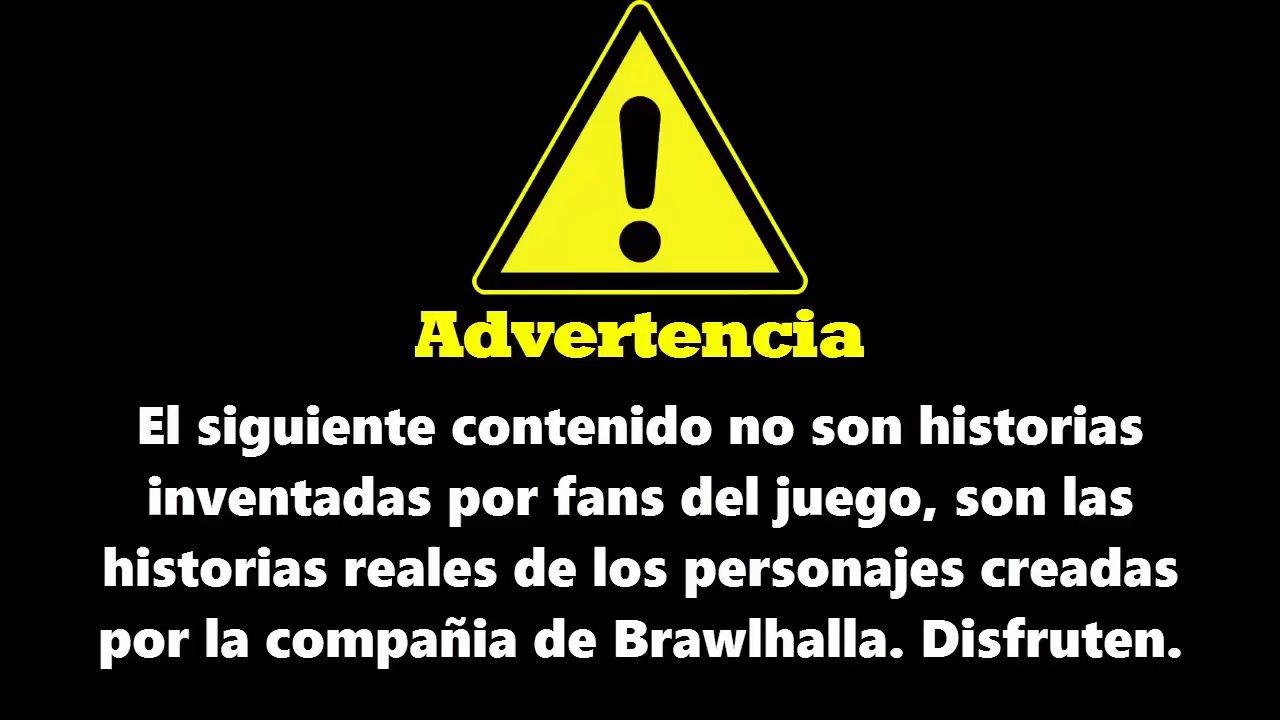 Advertencia
El siguiente contenido no son historias
inventadas por fans del juego, son las
historias reales de los personajes creadas
por la compañia de Brawlhalla. Disfruten.